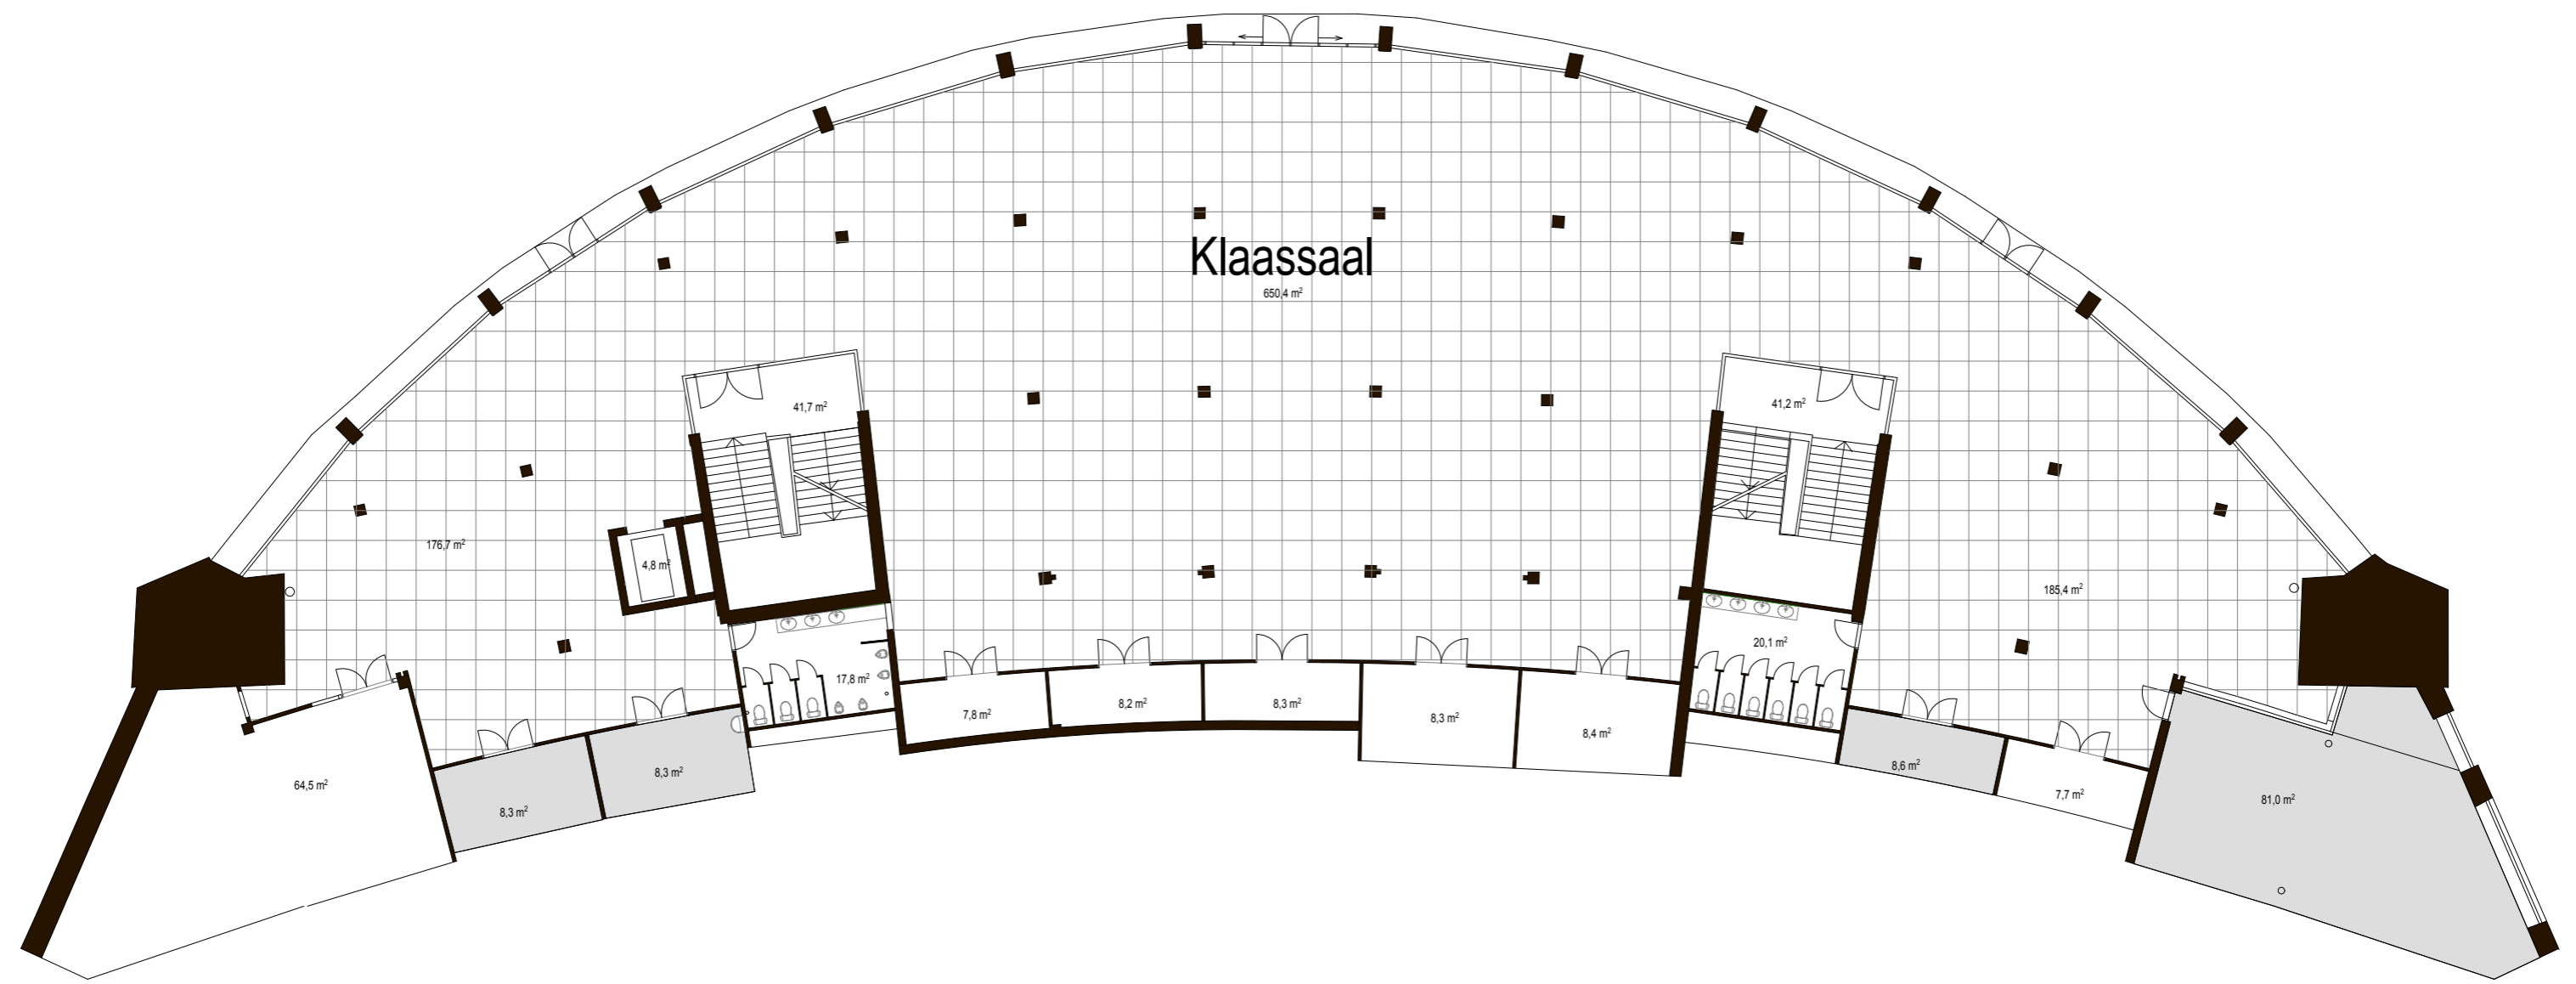 Klaassaal
650,4 m²
41,7 m²
41,2 m²
176,7 m²
4,8 m²
185,4 m²
20,1 m²
17,8 m²
7,8 m²
8,2 m²
8,3 m²
8,3 m²
8,4 m²
64,5 m²
8,3 m²
8,3 m²
8,6 m²
7,7 m²
81,0 m²